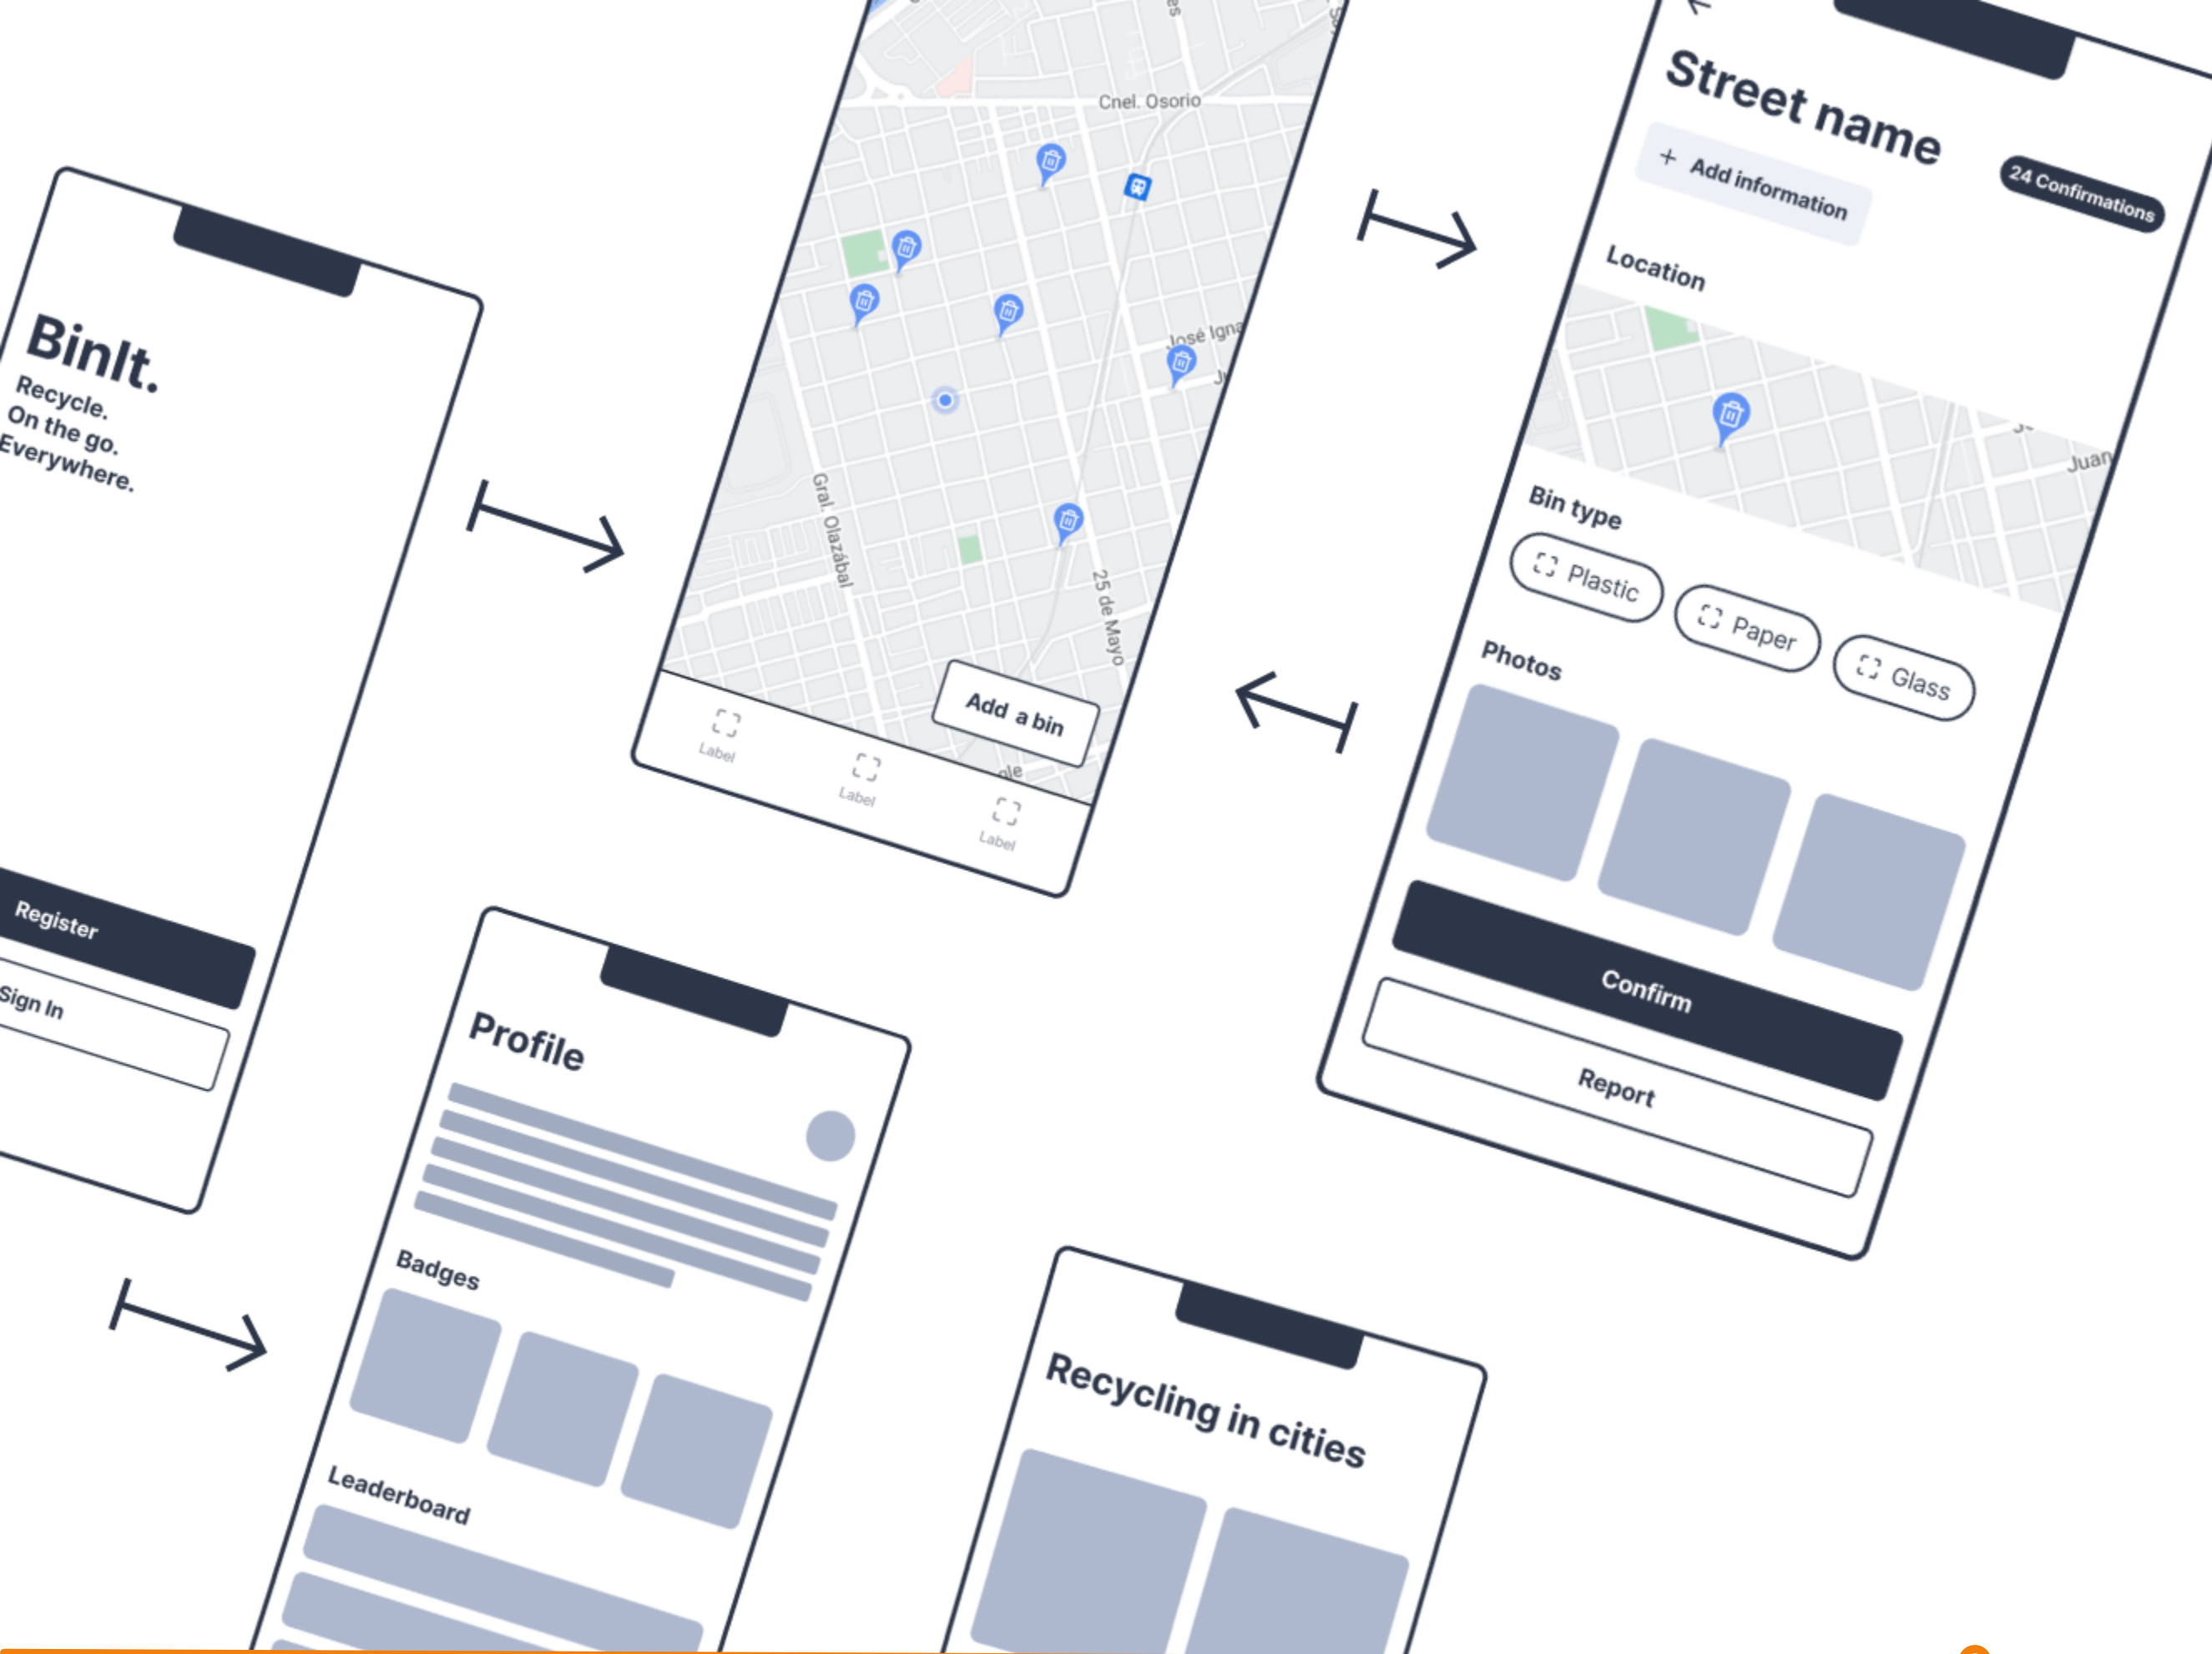 BinIt.
Recycle.
On the go.
Everywhere.
Register
Sign In
Cnel. Osorio
José Igna
Gral. Olazábal
25 de Mayo
Add a bin
Label
Label
Label
Street name
+ Add information
24 Confirmations
Location
Juan
Bin type
Plastic
Paper
Glass
Photos
Confirm
Report
Profile
Badges
Leaderboard
Recycling in cities